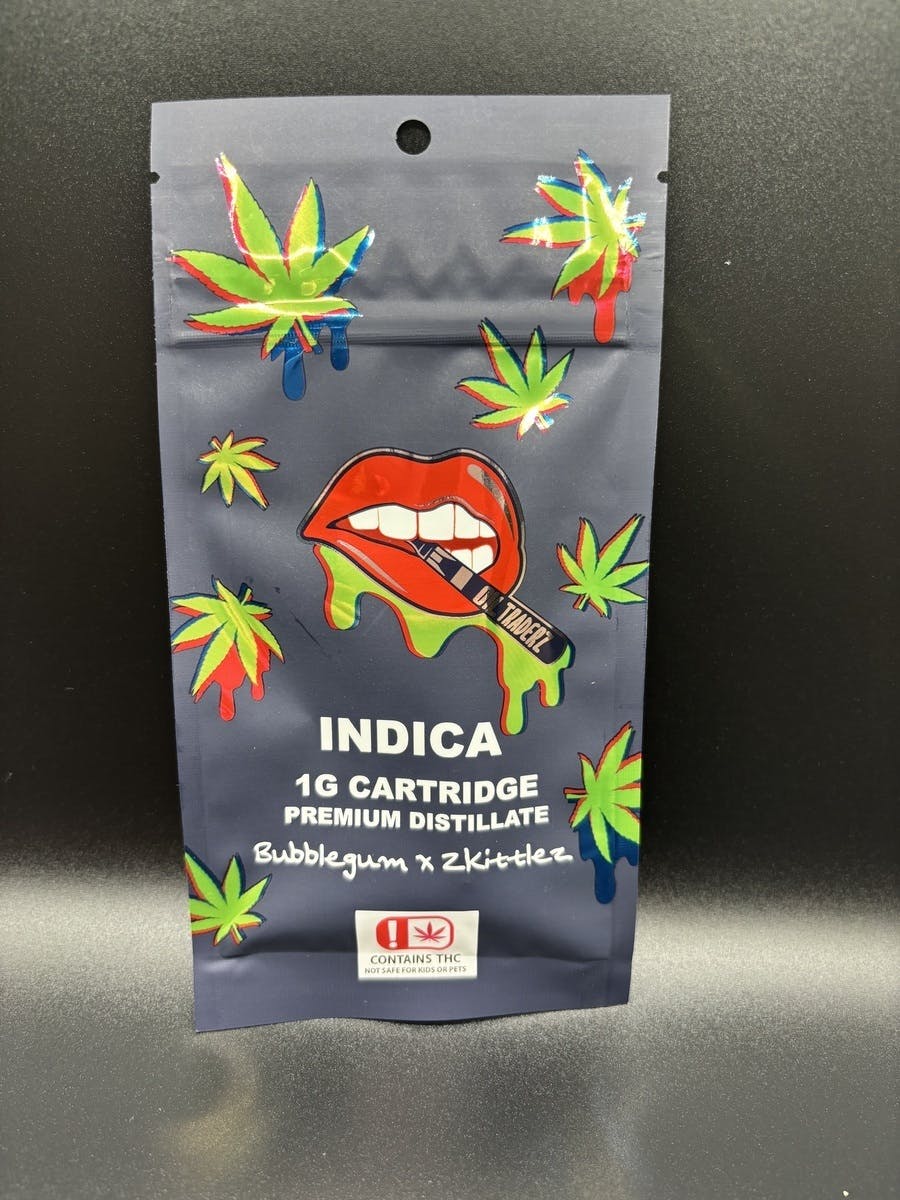 TRADERZ
INDICA
1G CARTRIDGE
PREMIUM DISTILLATE
Bubblegum x Zkittlez
!
CONTAINS THC
NOT SAFE FOR KIDS OR PETS